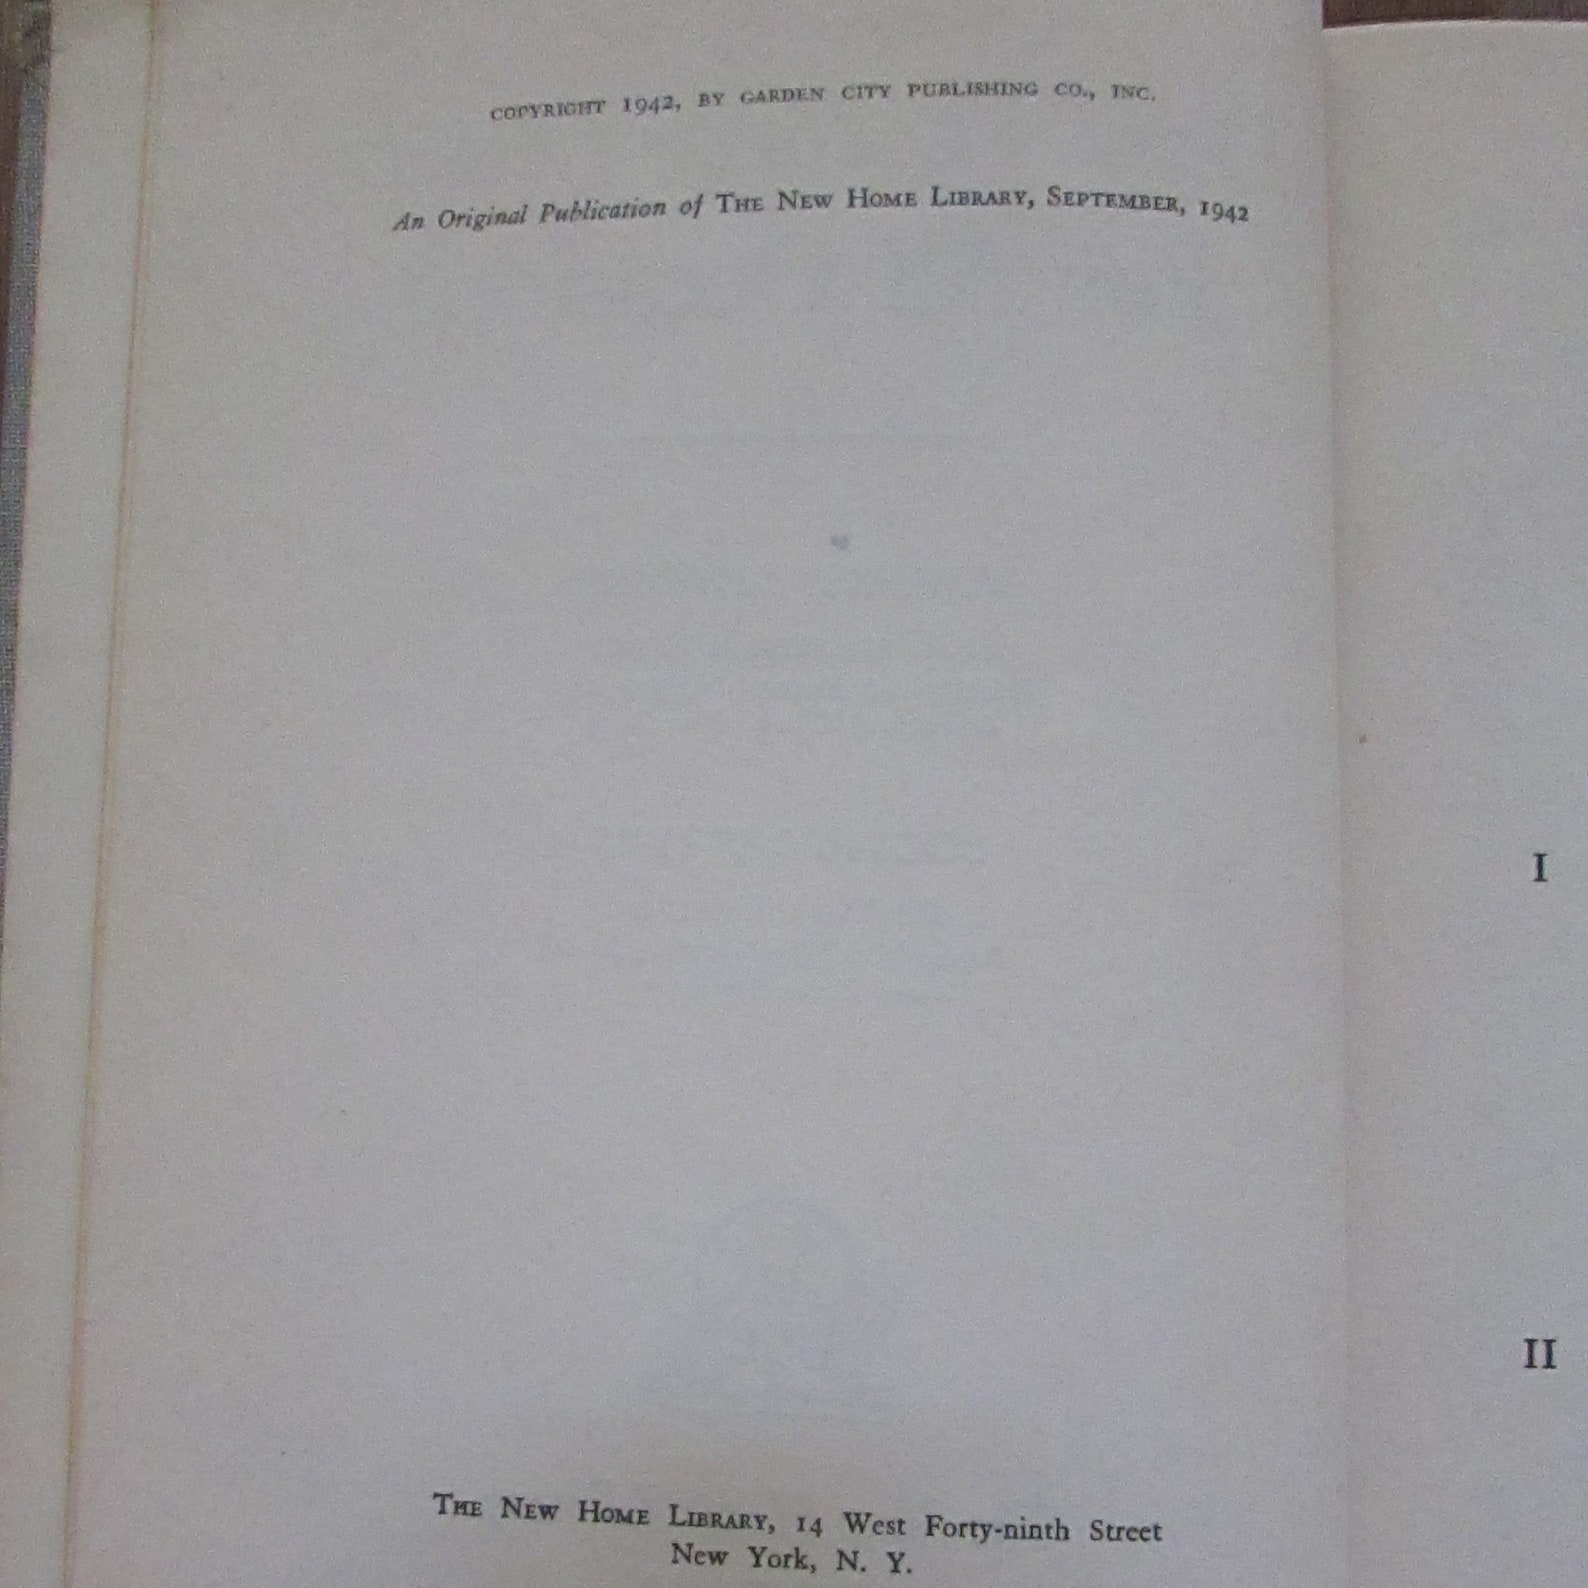 COPYRIGHT 1942, BY GARDEN CITY PUBLISHING CO., INC.
An Original Publication of THE NEW HOME LIBRARY, SEPTEMBER, 1942
I
II
THE NEW HOME LIBRARY, 14 West Forty-ninth Street
New York, N. Y.